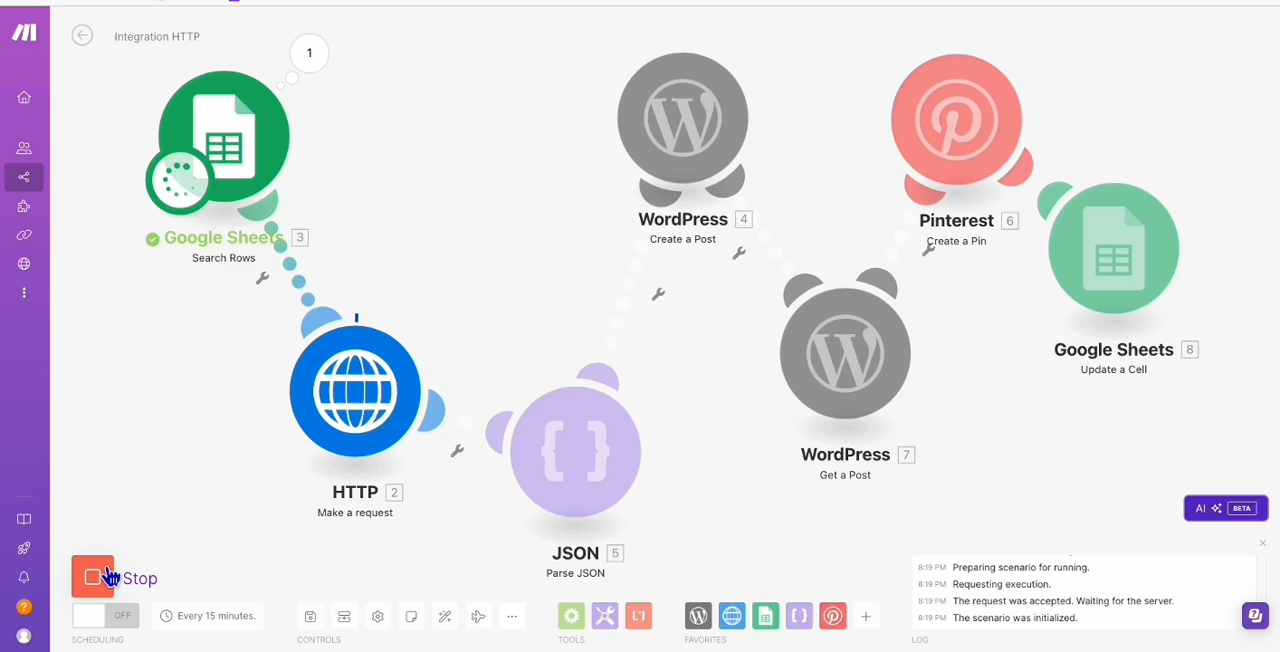 Integration HTTP
1
Google Sheets 3
Search Rows
WordPress 4
Create a Post
Pinterest 6
Create a Pin
Google Sheets 8
Update a Cell
HTTP 2
Make a request
WordPress 7
Get a Post
JSON 5
Parse JSON
AI BETA
Stop
8:19 PM Preparing scenario for running.
8:19 PM Requesting execution.
8:19 PM The request was accepted. Waiting for the server.
8:19 PM The scenario was initialized.
OFF
Every 15 minutes.
SCHEDULING
CONTROLS
TOOLS
FAVORITES
LOG